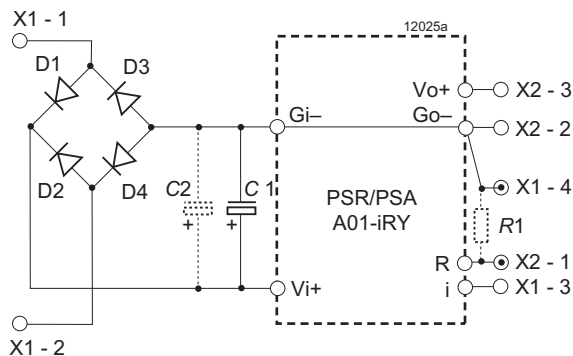 X1 - 1
12025a
D1
D3
Vo+
X2 - 3
Gi–
Go–
X2 - 2
D2
D4
C2
C 1
PSR/PSA
A01-iRY
X1 - 4
R1
+
+
R
X2 - 1
Vi+
i
X1 - 3
X1 - 2